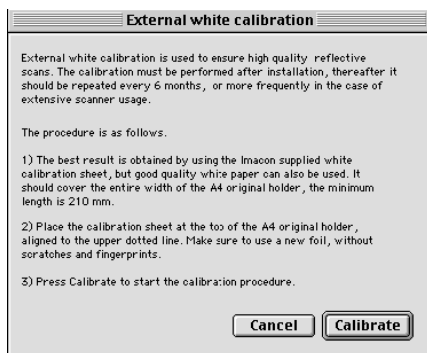 External white calibration
External white calibration is used to ensure high quality reflective
scans. The calibration must be performed after installation, thereafter it
should be repeated every 6 months, or more frequently in the case of
extensive scanner usage.
The procedure is as follows.
1) The best result is obtained by using the Imacon supplied white
calibration sheet, but good quality white paper can also be used. It
should cover the entire width of the A4 original holder, the minimum
length is 210 mm.
2) Place the calibration sheet at the top of the A4 original holder,
aligned to the upper dotted line. Make sure to use a new foil, without
scratches and fingerprints.
3) Press Calibrate to start the calibration procedure.
Cancel Calibrate